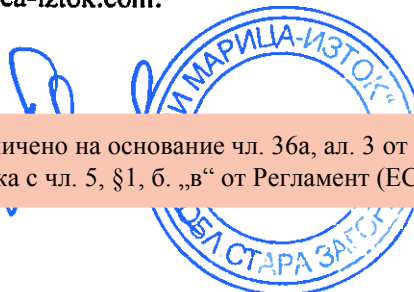 ca-iztok.com.
И МАРИЦА-ИЗТОК“
ичено на основание чл. 36а, ал. 3 от
ка с чл. 5, §1, б. „в“ от Регламент (ЕС
ОБЛ. СТАРА ЗАГО